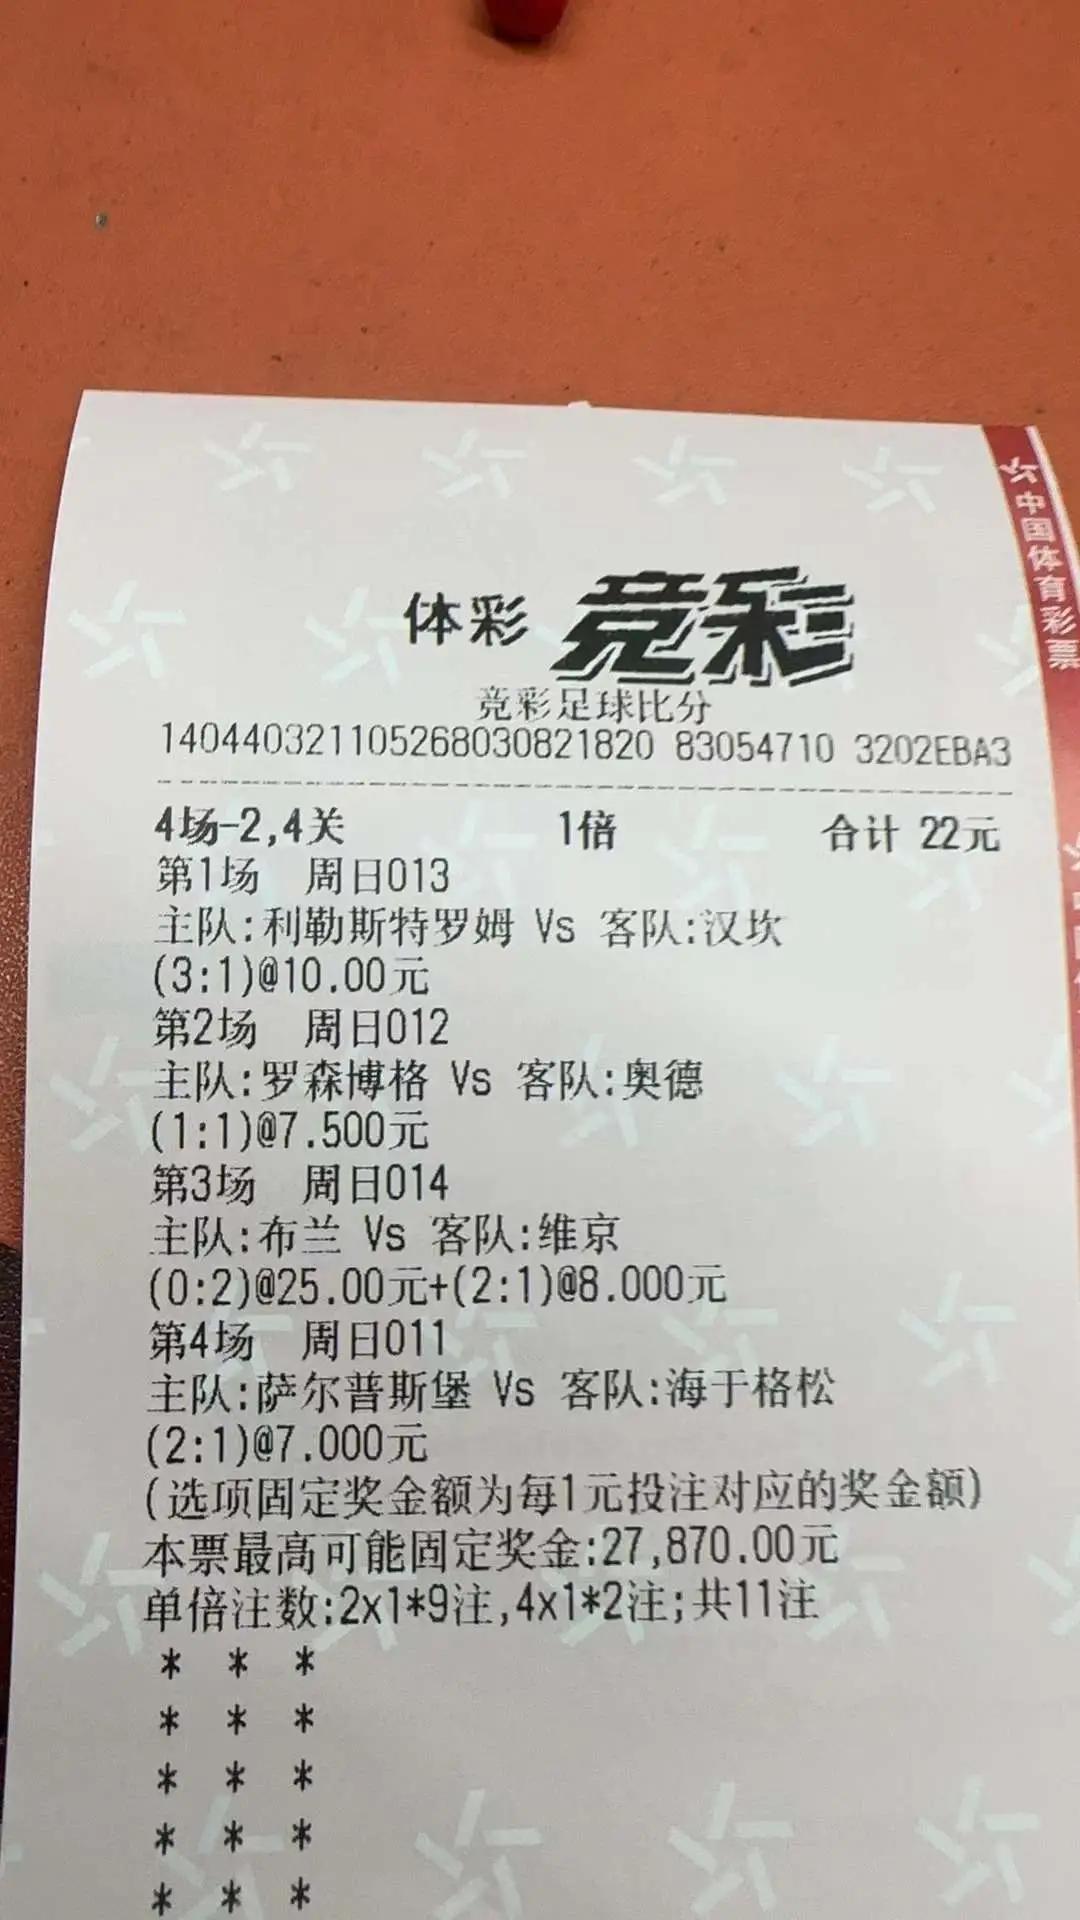 中国体育彩票
体彩 竞彩
竞彩足球比分
140440321105268030821820 83054710 3202EBA3
4场-2,4关 1倍 合计 22元
第1场 周日013
主队:利勒斯特罗姆 Vs 客队:汉坎
(3:1)@10.00元
第2场 周日012
主队:罗森博格 Vs 客队:奥德
(1:1)@7.500元
第3场 周日014
主队:布兰 Vs 客队:维京
(0:2)@25.00元+(2:1)@8.000元
第4场 周日011
主队:萨尔普斯堡 Vs 客队:海于格松
(2:1)@7.000元
(选项固定奖金额为每1元投注对应的奖金额)
本票最高可能固定奖金:27,870.00元
单倍注数:2x1*9注,4x1*2注;共11注
* * *
* * *
* * *
* * *
* * *